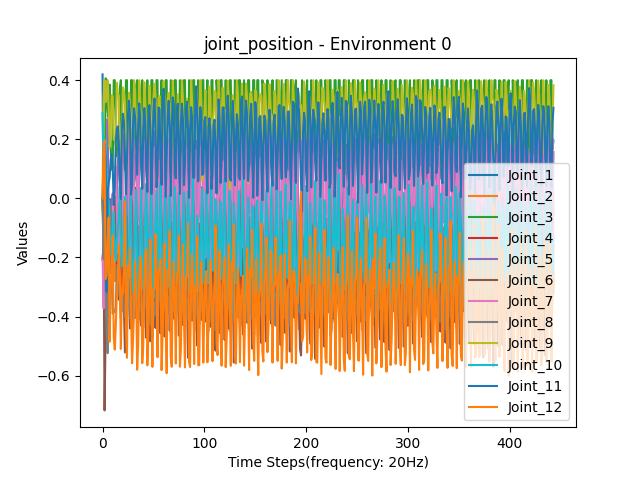 joint_position - Environment 0
Values
0.4
0.2
0.0
−0.2
−0.4
−0.6
0
100
200
300
400
Time Steps(frequency: 20Hz)
Joint_1
Joint_2
Joint_3
Joint_4
Joint_5
Joint_6
Joint_7
Joint_8
Joint_9
Joint_10
Joint_11
Joint_12